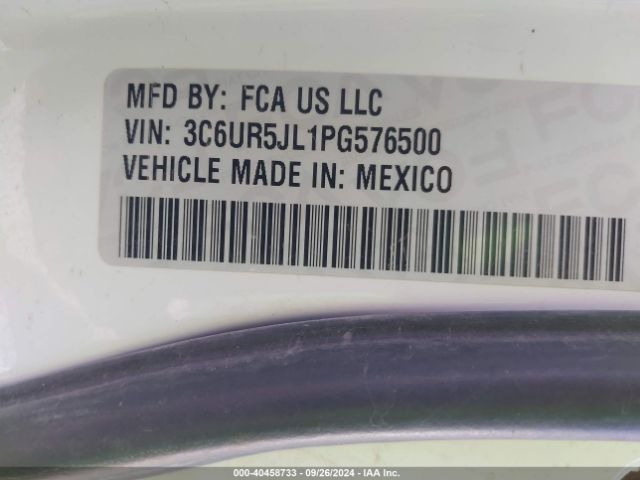 MFD BY: FCA US LLC
VIN: 3C6UR5JL1PG576500
VEHICLE MADE IN: MEXICO
000-40458733 - 09/26/2024 - IAA Inc.